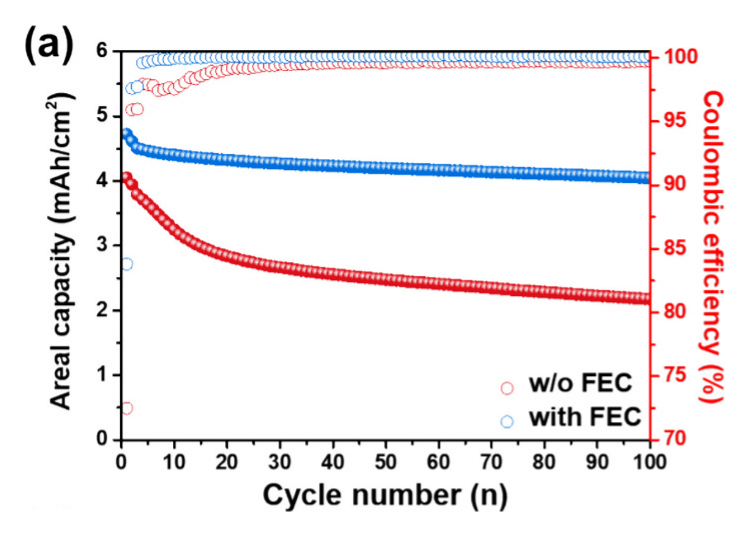 (a)
6
5
4
3
2
1
0
Areal capacity (mAh/cm²)
100
95
90
85
80
75
70
Coulombic efficiency (%)
w/o FEC
with FEC
0 10 20 30 40 50 60 70 80 90 100
Cycle number (n)